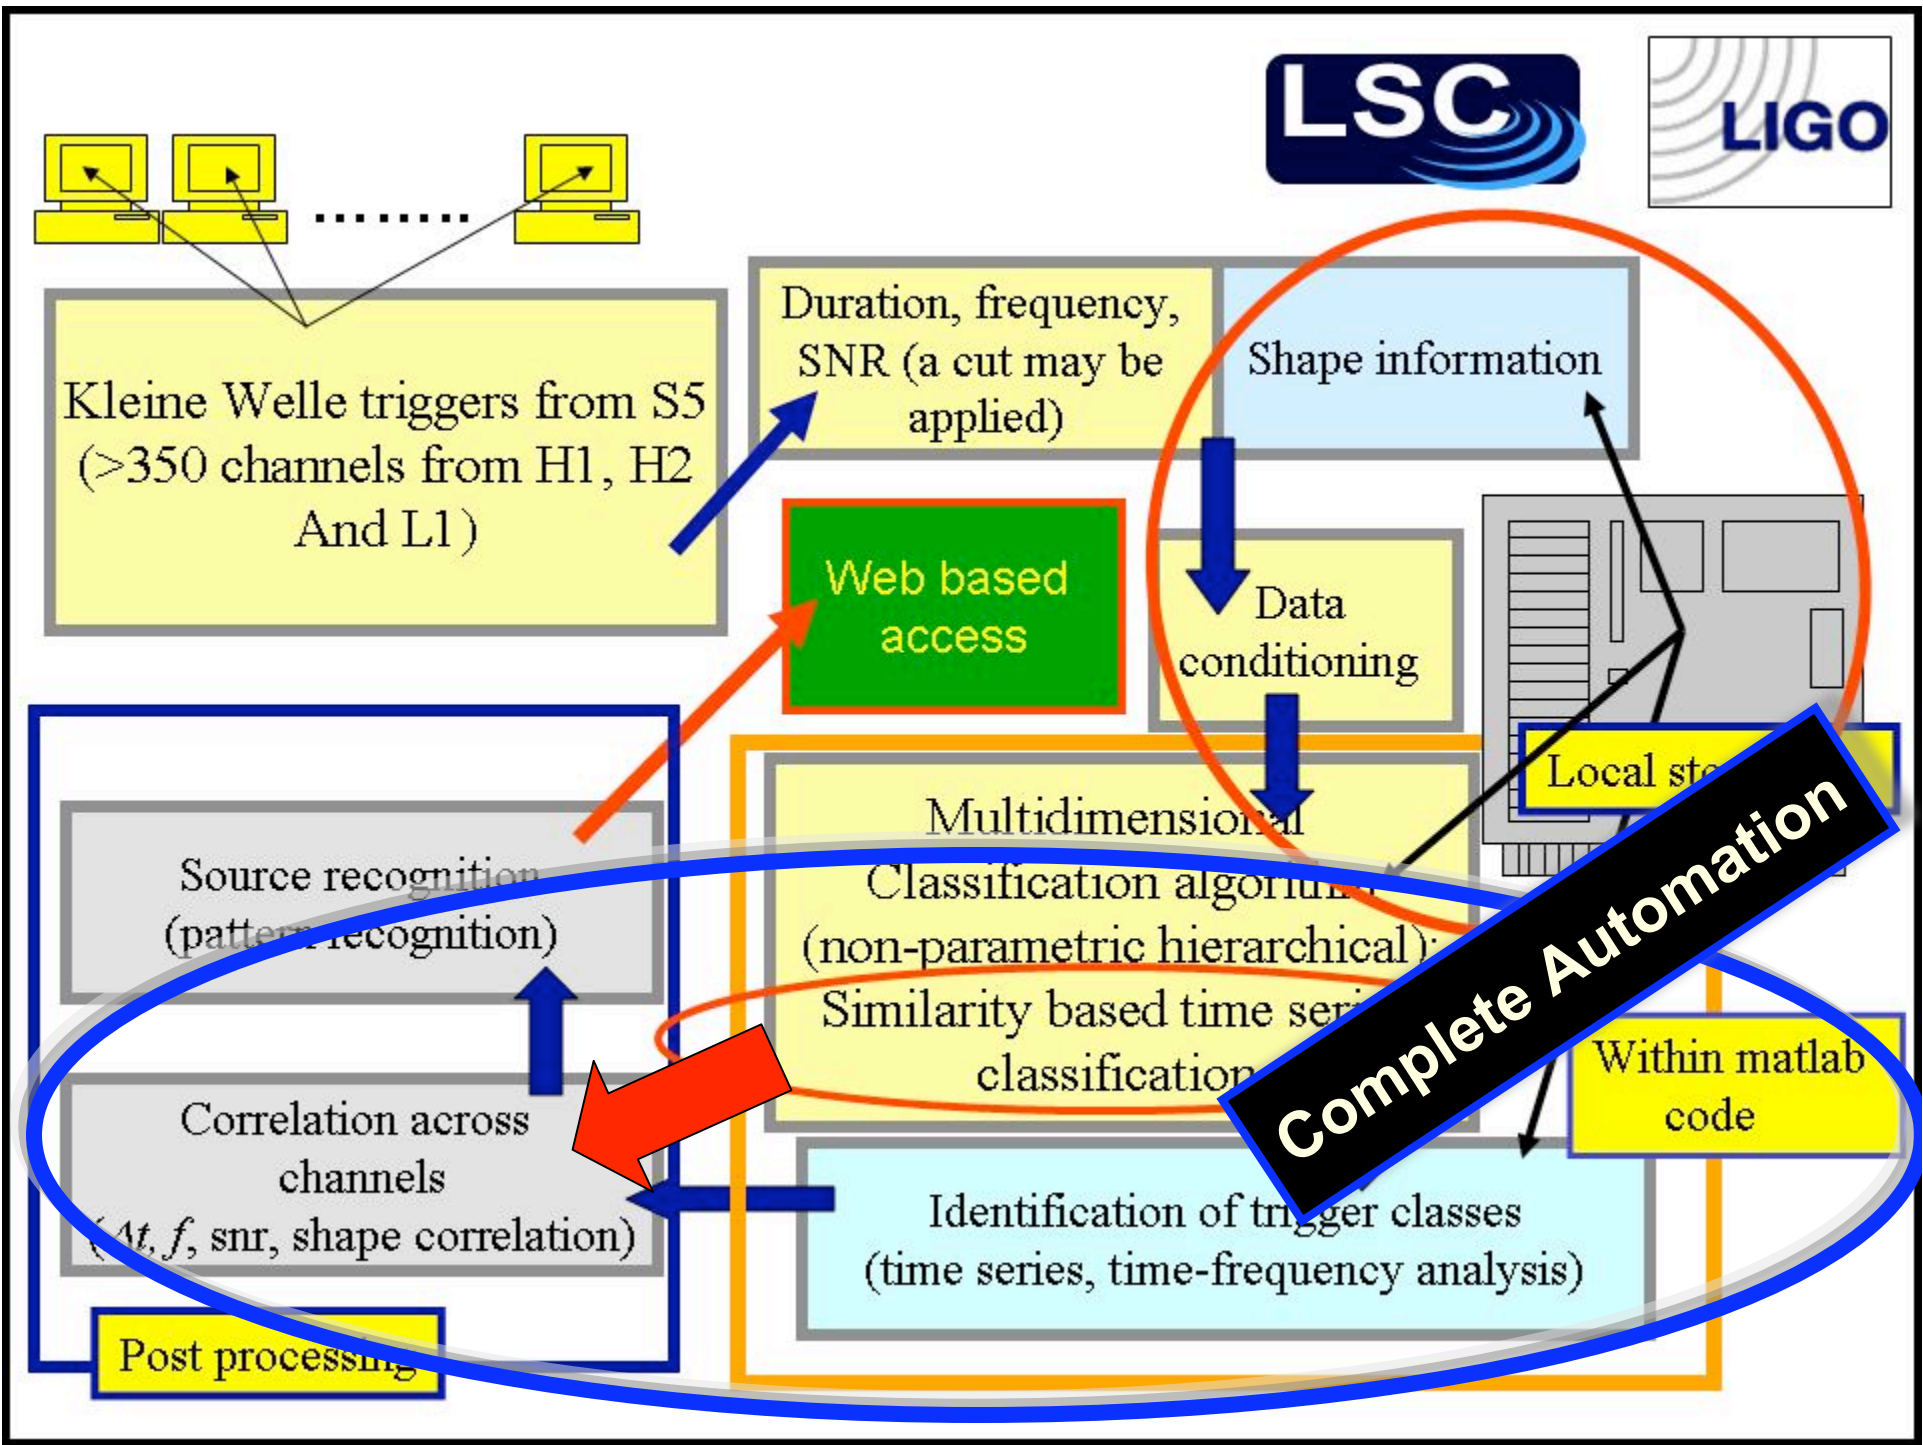 LSC
LIGO
Kleine Welle triggers from S5
(>350 channels from H1, H2
And L1)
Duration, frequency,
SNR (a cut may be
applied)
Shape information
Web based
access
Data
conditioning
Local
Source recognition
(pattern recognition)
Multidimensional
Classification algorithm
(non-parametric hierarchical);
Similarity based time
classification
Complete Automation
Within matlab
code
Correlation across
channels
(Δt, f, snr, shape correlation)
Identification of trigger classes
(time series, time-frequency analysis)
Post processing